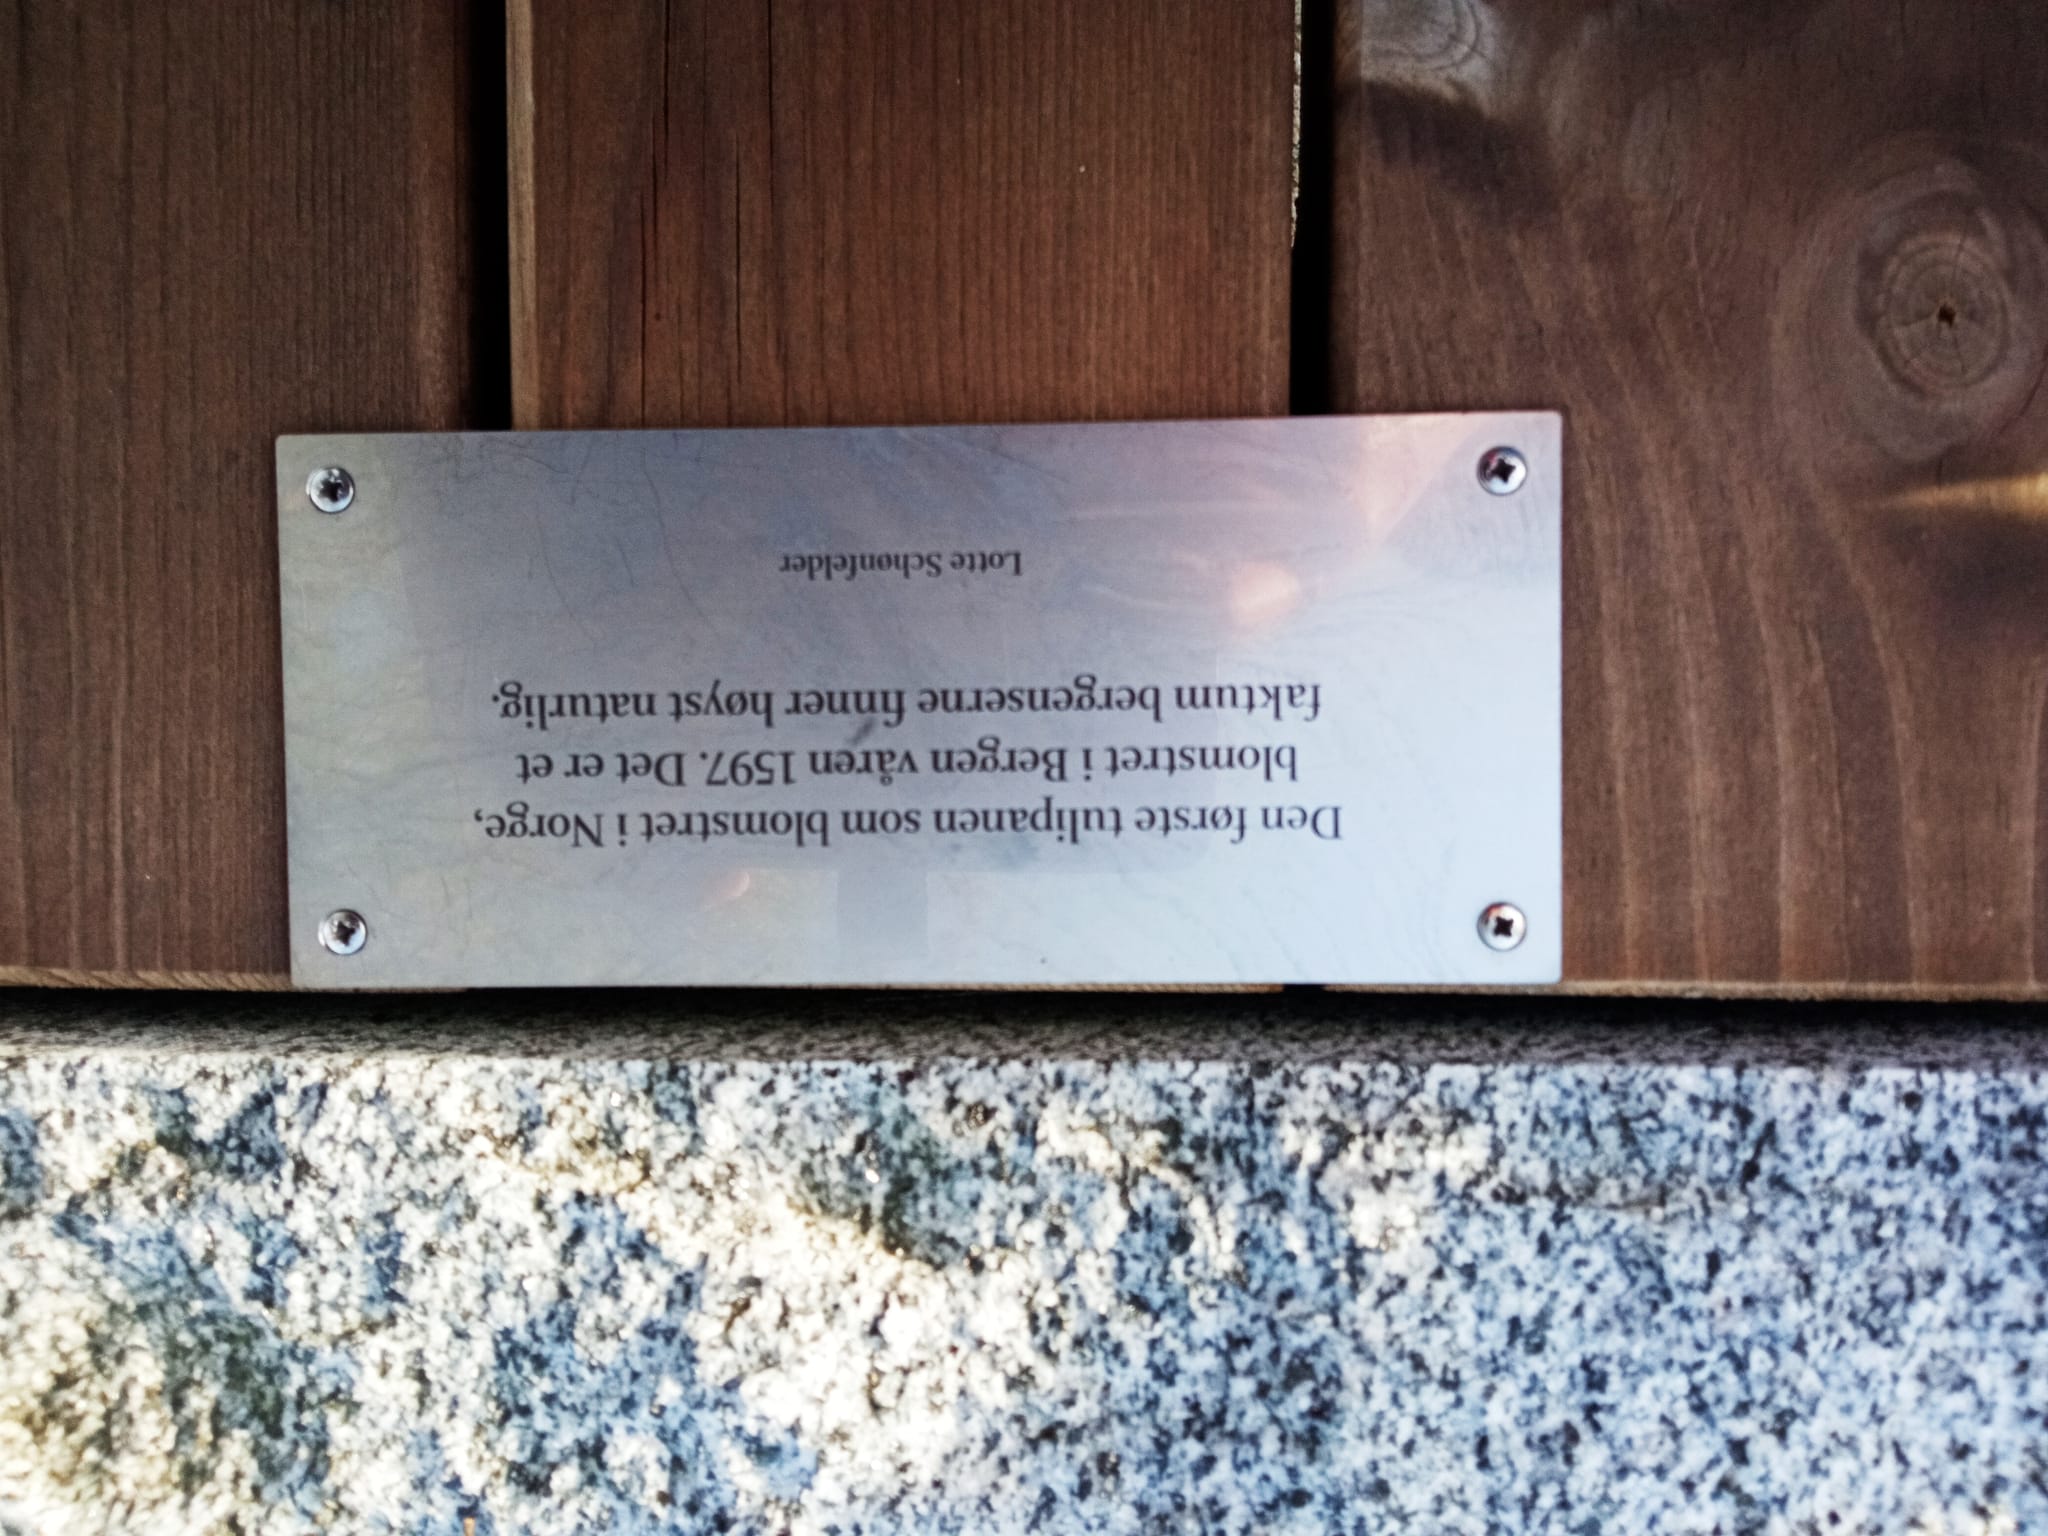 Den første tulipanen som blomstret i Norge,
blomstret i Bergen våren 1597. Det er et
faktum bergenserne finner høyst naturlig.
Lotte Schønfelder